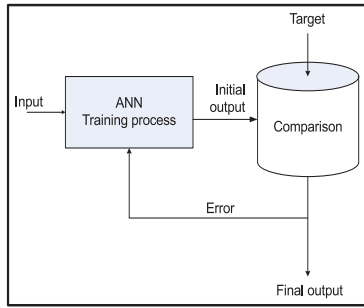 Target
Input
ANN
Training process
Initial
output
Comparison
Error
Final output